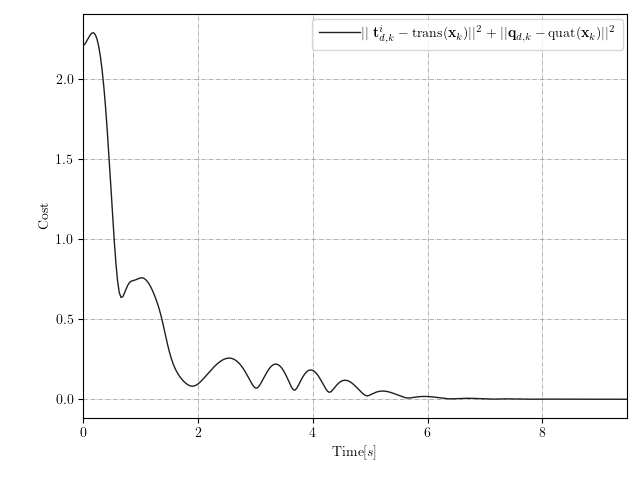 || t^i_{d,k} − trans(x_k)||^2 + ||q_{d,k} − quat(x_k)||^2
2.0
1.5
1.0
0.5
0.0
Cost
0 2 4 6 8
Time[s]